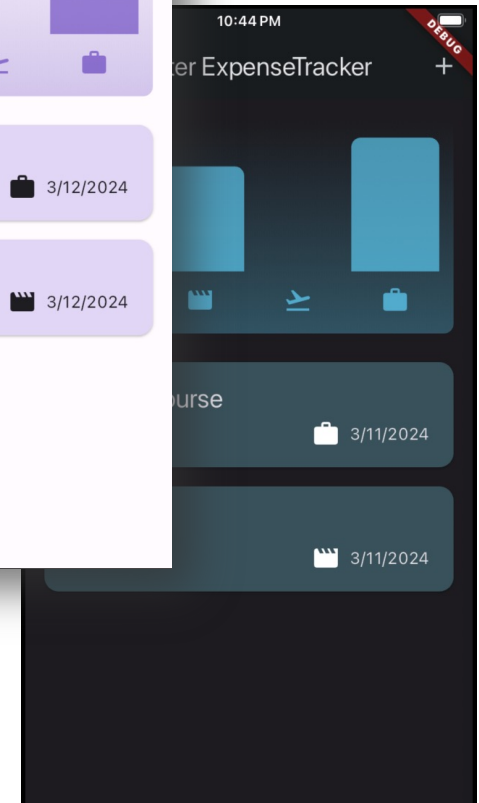 10:44 PM
DEBUG
ter ExpenseTracker
+
3/12/2024
3/12/2024
ourse
3/11/2024
3/11/2024